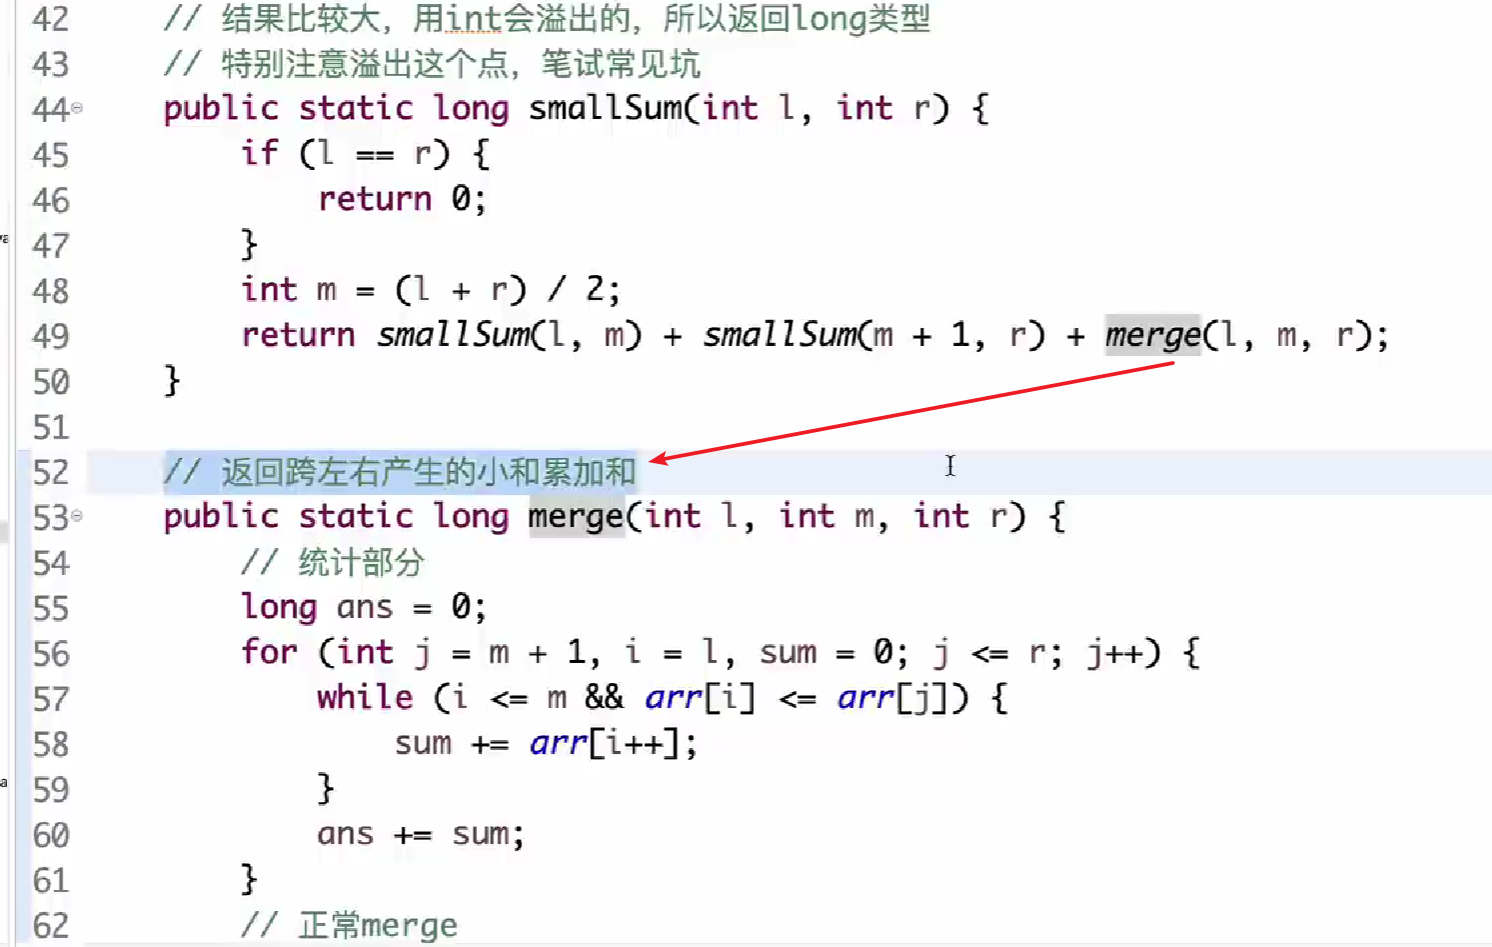 42 // 结果比较大，用int会溢出的，所以返回long类型
43 // 特别注意溢出这个点，笔试常见坑
44 public static long smallSum(int l, int r) {
45 if (l == r) {
46 return 0;
47 }
48 int m = (l + r) / 2;
49 return smallSum(l, m) + smallSum(m + 1, r) + merge(l, m, r);
50 }
51
52 // 返回跨左右产生的小和累加和
53 public static long merge(int l, int m, int r) {
54 // 统计部分
55 long ans = 0;
56 for (int j = m + 1, i = l, sum = 0; j <= r; j++) {
57 while (i <= m && arr[i] <= arr[j]) {
58 sum += arr[i++];
59 }
60 ans += sum;
61 }
62 // 正常merge